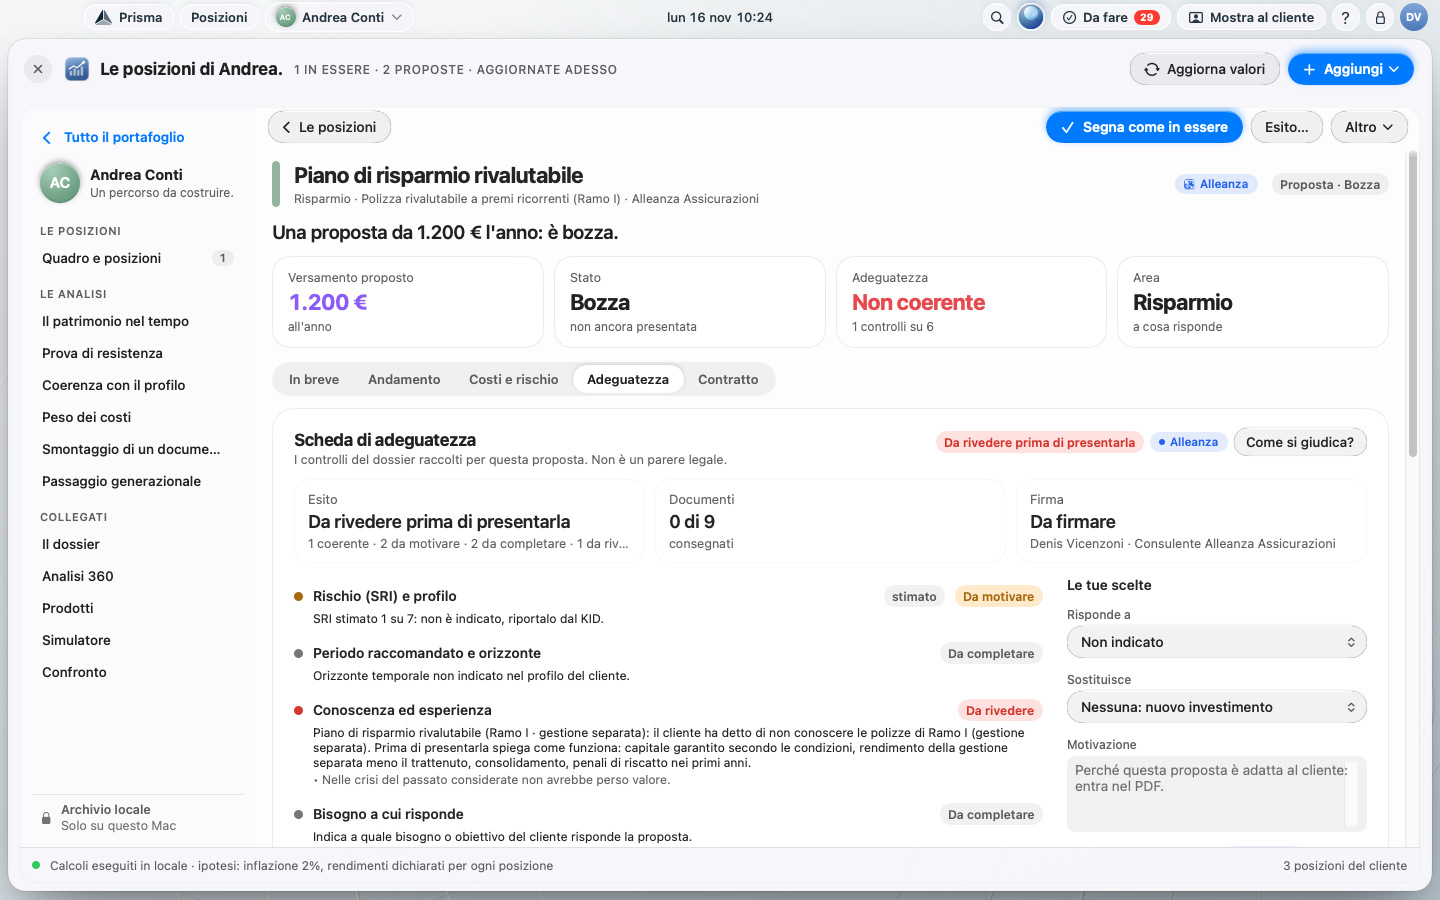 Prisma
Posizioni
AC Andrea Conti
lun 16 nov 10:24
Da fare 29
Mostra al cliente
?
DV
Le posizioni di Andrea.
1 IN ESSERE · 2 PROPOSTE · AGGIORNATE ADESSO
Aggiorna valori
+ Aggiungi
Tutto il portafoglio
AC
Andrea Conti
Un percorso da costruire.
LE POSIZIONI
Quadro e posizioni 1
LE ANALISI
Il patrimonio nel tempo
Prova di resistenza
Coerenza con il profilo
Peso dei costi
Smontaggio di un docume...
Passaggio generazionale
COLLEGATI
Il dossier
Analisi 360
Prodotti
Simulatore
Confronto
Archivio locale
Solo su questo Mac
Le posizioni
Segna come in essere
Esito...
Altro
Piano di risparmio rivalutabile
Risparmio · Polizza rivalutabile a premi ricorrenti (Ramo I) · Alleanza Assicurazioni
Alleanza
Proposta · Bozza
Una proposta da 1.200 € l'anno: è bozza.
Versamento proposto
1.200 €
all'anno
Stato
Bozza
non ancora presentata
Adeguatezza
Non coerente
1 controlli su 6
Area
Risparmio
a cosa risponde
In breve
Andamento
Costi e rischio
Adeguatezza
Contratto
Scheda di adeguatezza
I controlli del dossier raccolti per questa proposta. Non è un parere legale.
Da rivedere prima di presentarla
Alleanza
Come si giudica?
Esito
Da rivedere prima di presentarla
1 coerente · 2 da motivare · 2 da completare · 1 da riv...
Documenti
0 di 9
consegnati
Firma
Da firmare
Denis Vicenzoni · Consulente Alleanza Assicurazioni
Rischio (SRI) e profilo
stimato
Da motivare
SRI stimato 1 su 7: non è indicato, riportalo dal KID.
Periodo raccomandato e orizzonte
Da completare
Orizzonte temporale non indicato nel profilo del cliente.
Conoscenza ed esperienza
Da rivedere
Piano di risparmio rivalutabile (Ramo I · gestione separata): il cliente ha detto di non conoscere le polizze di Ramo I (gestione
separata). Prima di presentarla spiega come funziona: capitale garantito secondo le condizioni, rendimento della gestione
separata meno il trattenuto, consolidamento, penali di riscatto nei primi anni.
• Nelle crisi del passato considerate non avrebbe perso valore.
Bisogno a cui risponde
Da completare
Indica a quale bisogno o obiettivo del cliente risponde la proposta.
Le tue scelte
Risponde a
Non indicato
Sostituisce
Nessuna: nuovo investimento
Motivazione
Perché questa proposta è adatta al cliente:
entra nel PDF.
Calcoli eseguiti in locale · ipotesi: inflazione 2%, rendimenti dichiarati per ogni posizione
3 posizioni del cliente